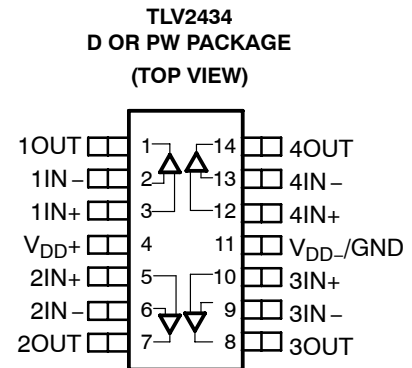 TLV2434
D OR PW PACKAGE
(TOP VIEW)
1OUT 1 14 4OUT
1IN− 2 13 4IN−
1IN+ 3 12 4IN+
VDD+ 4 11 VDD−/GND
2IN+ 5 10 3IN+
2IN− 6 9 3IN−
2OUT 7 8 3OUT